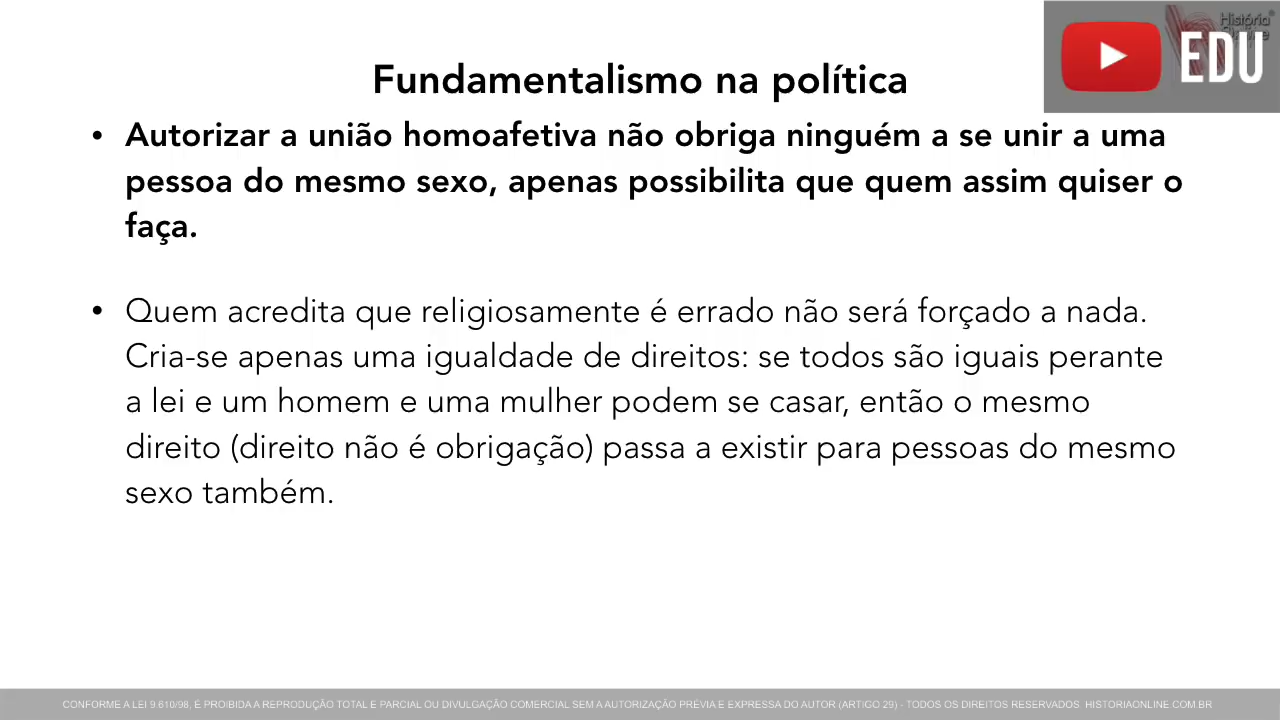 História
Online
EDU
Fundamentalismo na política
• Autorizar a união homoafetiva não obriga ninguém a se unir a uma
pessoa do mesmo sexo, apenas possibilita que quem assim quiser o
faça.
• Quem acredita que religiosamente é errado não será forçado a nada.
Cria-se apenas uma igualdade de direitos: se todos são iguais perante
a lei e um homem e uma mulher podem se casar, então o mesmo
direito (direito não é obrigação) passa a existir para pessoas do mesmo
sexo também.
CONFORME A LEI 9.610/98, É PROIBIDA A REPRODUÇÃO TOTAL E PARCIAL OU DIVULGAÇÃO COMERCIAL SEM A AUTORIZAÇÃO PRÉVIA E EXPRESSA DO AUTOR (ARTIGO 29) - TODOS OS DIREITOS RESERVADOS HISTORIAONLINE.COM.BR